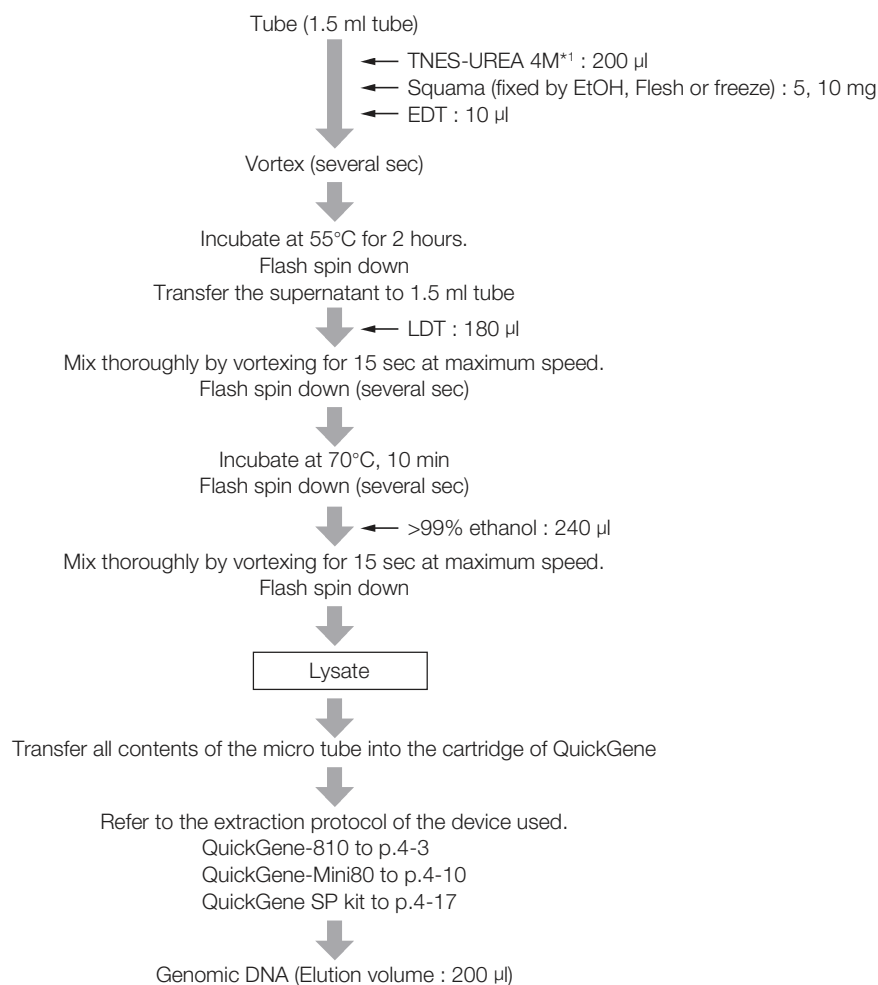 Tube (1.5 ml tube)
TNES-UREA 4M*1 : 200 µl
Squama (fixed by EtOH, Flesh or freeze) : 5, 10 mg
EDT : 10 µl
Vortex (several sec)
Incubate at 55°C for 2 hours.
Flash spin down
Transfer the supernatant to 1.5 ml tube
LDT : 180 µl
Mix thoroughly by vortexing for 15 sec at maximum speed.
Flash spin down (several sec)
Incubate at 70°C, 10 min
Flash spin down (several sec)
>99% ethanol : 240 µl
Mix thoroughly by vortexing for 15 sec at maximum speed.
Flash spin down
Lysate
Transfer all contents of the micro tube into the cartridge of QuickGene
Refer to the extraction protocol of the device used.
QuickGene-810 to p.4-3
QuickGene-Mini80 to p.4-10
QuickGene SP kit to p.4-17
Genomic DNA (Elution volume : 200 µl)